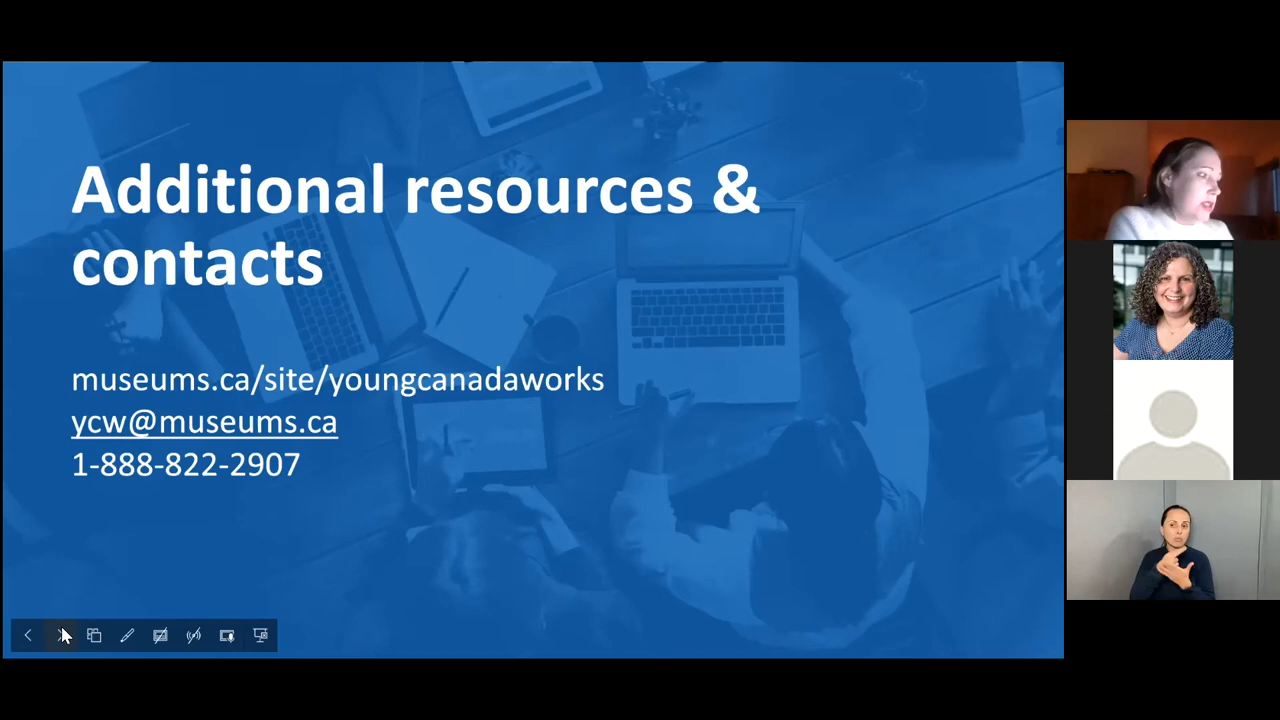 Additional resources &
contacts
museums.ca/site/youngcanadaworks
ycw@museums.ca
1-888-822-2907